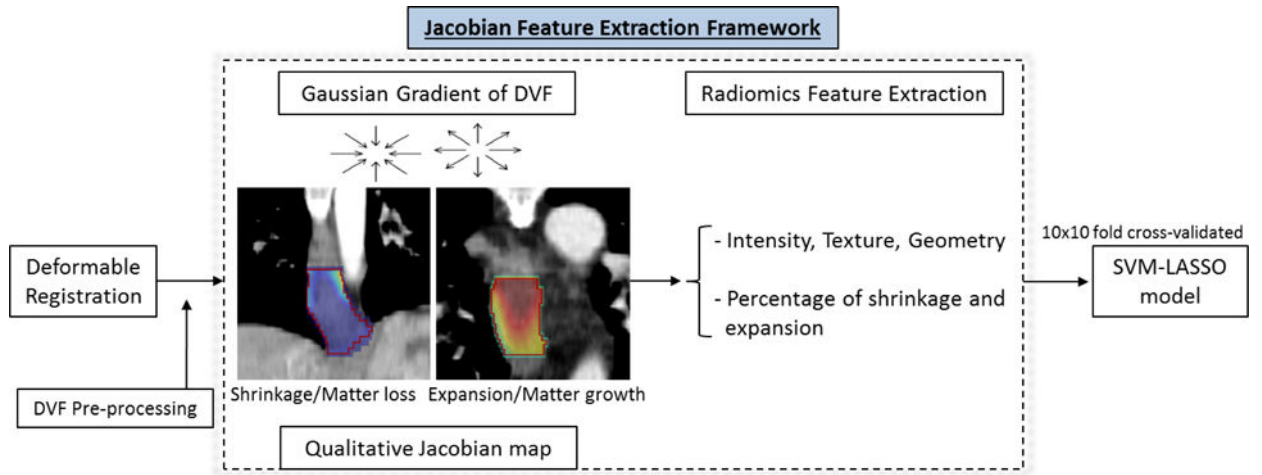 Jacobian Feature Extraction Framework
Gaussian Gradient of DVF
Radiomics Feature Extraction
Deformable
Registration
DVF Pre-processing
Shrinkage/Matter loss
Expansion/Matter growth
Qualitative Jacobian map
- Intensity, Texture, Geometry
- Percentage of shrinkage and
expansion
10x10 fold cross-validated
SVM-LASSO
model